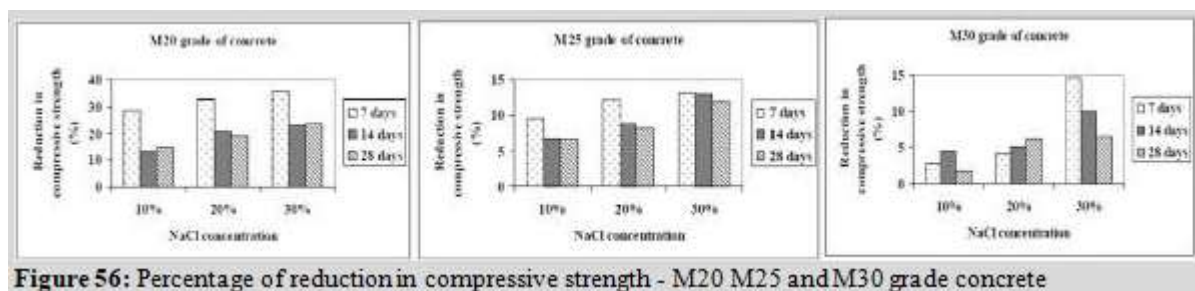 M20 grade of concrete
Reduction in
compressive strength
(%)
40
30
20
10
0
10%
20%
30%
NaCl concentration
7 days
14 days
28 days
M25 grade of concrete
Reduction in
compressive strength
(%)
15
10
5
0
10%
20%
30%
NaCl concentration
7 days
14 days
28 days
M30 grade of concrete
Reduction in
compressive strength
(%)
15
10
5
0
10%
20%
30%
NaCl concentration
7 days
14 days
28 days
Figure 56: Percentage of reduction in compressive strength - M20 M25 and M30 grade concrete